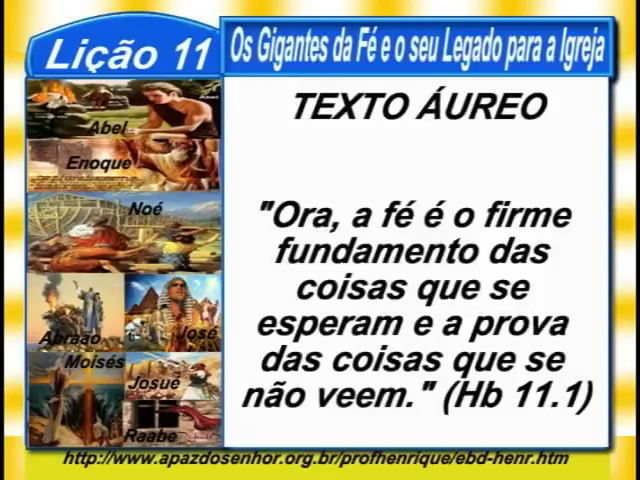 Lição 11
Os Gigantes da Fé e o seu Legado para a Igreja
TEXTO ÁUREO
"Ora, a fé é o firme
fundamento das
coisas que se
esperam e a prova
das coisas que se
não veem." (Hb 11.1)
Abel
Enoque
Noé
Abraão
José
Moisés
Josué
Raabe
http://www.apazdosenhor.org.br/profhenrique/ebd-henr.htm